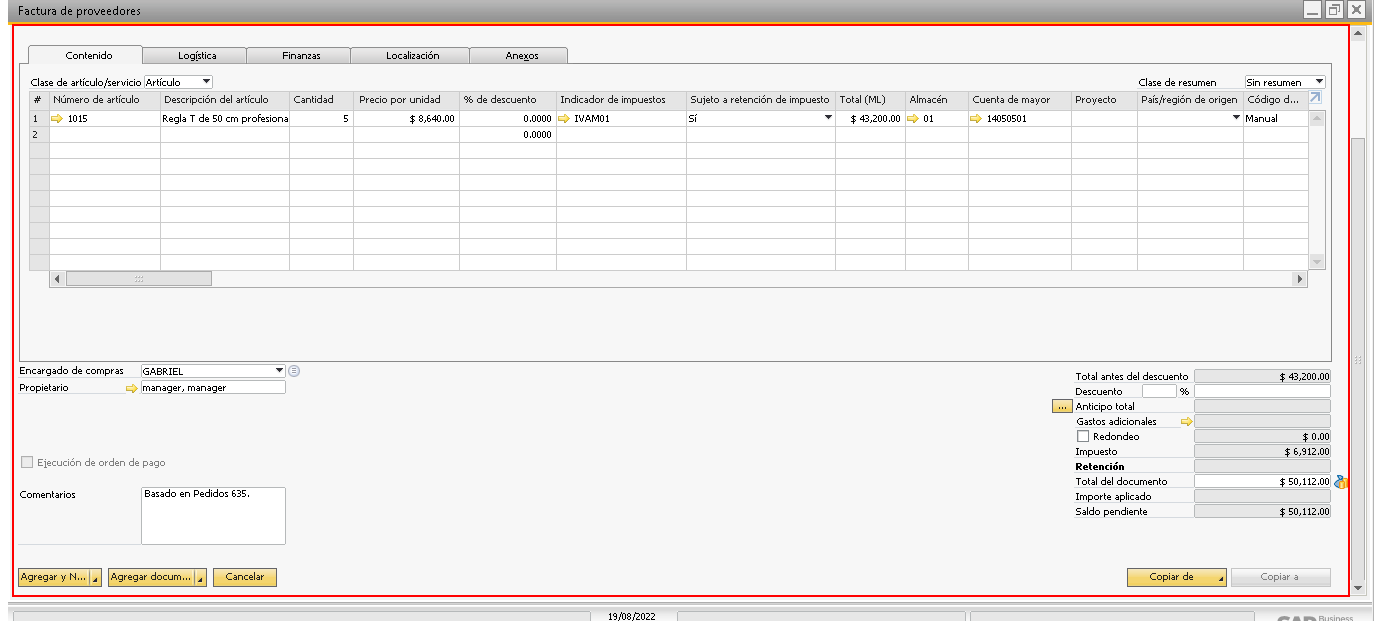 Factura de proveedores
Contenido Logística Finanzas Localización Anexos
Clase de artículo/servicio Artículo Clase de resumen Sin resumen
# Número de artículo Descripción del artículo Cantidad Precio por unidad % de descuento Indicador de impuestos Sujeto a retención de impuesto Total (ML) Almacén Cuenta de mayor Proyecto País/región de origen Código d...
1 1015 Regla T de 50 cm profesiona 5 $ 8,640.00 0.0000 IVAM01 Sí $ 43,200.00 01 14050501 Manual
2 0.0000
Encargado de compras GABRIEL
Propietario manager, manager
Total antes del descuento $ 43,200.00
Descuento %
... Anticipo total
Gastos adicionales
Redondeo $ 0.00
Impuesto $ 6,912.00
Ejecución de orden de pago
Retención
Total del documento $ 50,112.00
Comentarios Basado en Pedidos 635.
Importe aplicado
Saldo pendiente $ 50,112.00
Agregar y N... Agregar docum... Cancelar Copiar de Copiar a
19/08/2022
SAP Business